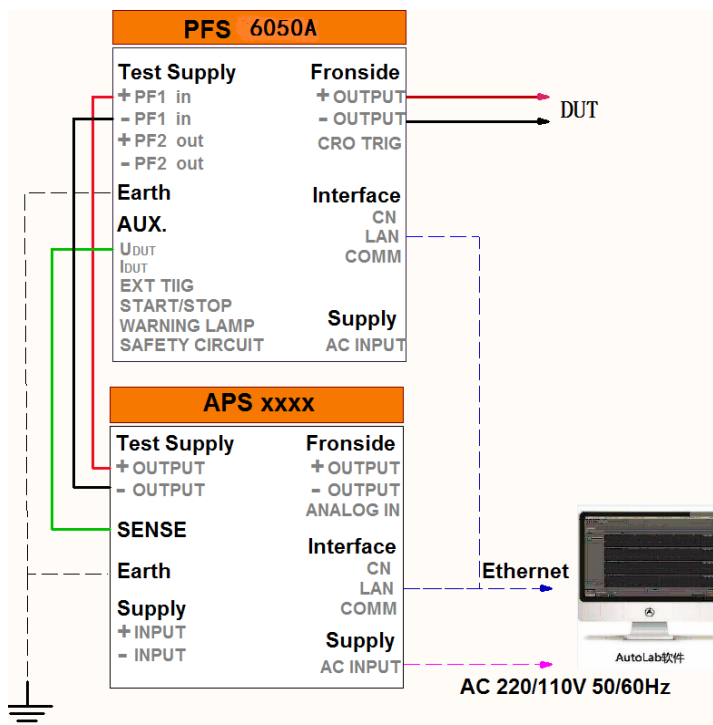 PFS 6050A
Test Supply
Fronside
+ PF1 in
+ OUTPUT
- PF1 in
- OUTPUT
DUT
+ PF2 out
CRO TRIG
- PF2 out
Earth
Interface
AUX.
CN
LAN
UDUT
COMM
IDUT
EXT TIIG
START/STOP
Supply
WARNING LAMP
SAFETY CIRCUIT
AC INPUT
APS xxxx
Test Supply
Fronside
+ OUTPUT
+ OUTPUT
- OUTPUT
- OUTPUT
ANALOG IN
SENSE
Interface
Earth
CN
Ethernet
LAN
Supply
COMM
+ INPUT
Supply
- INPUT
AC INPUT
AutoLab软件
AC 220/110V 50/60Hz